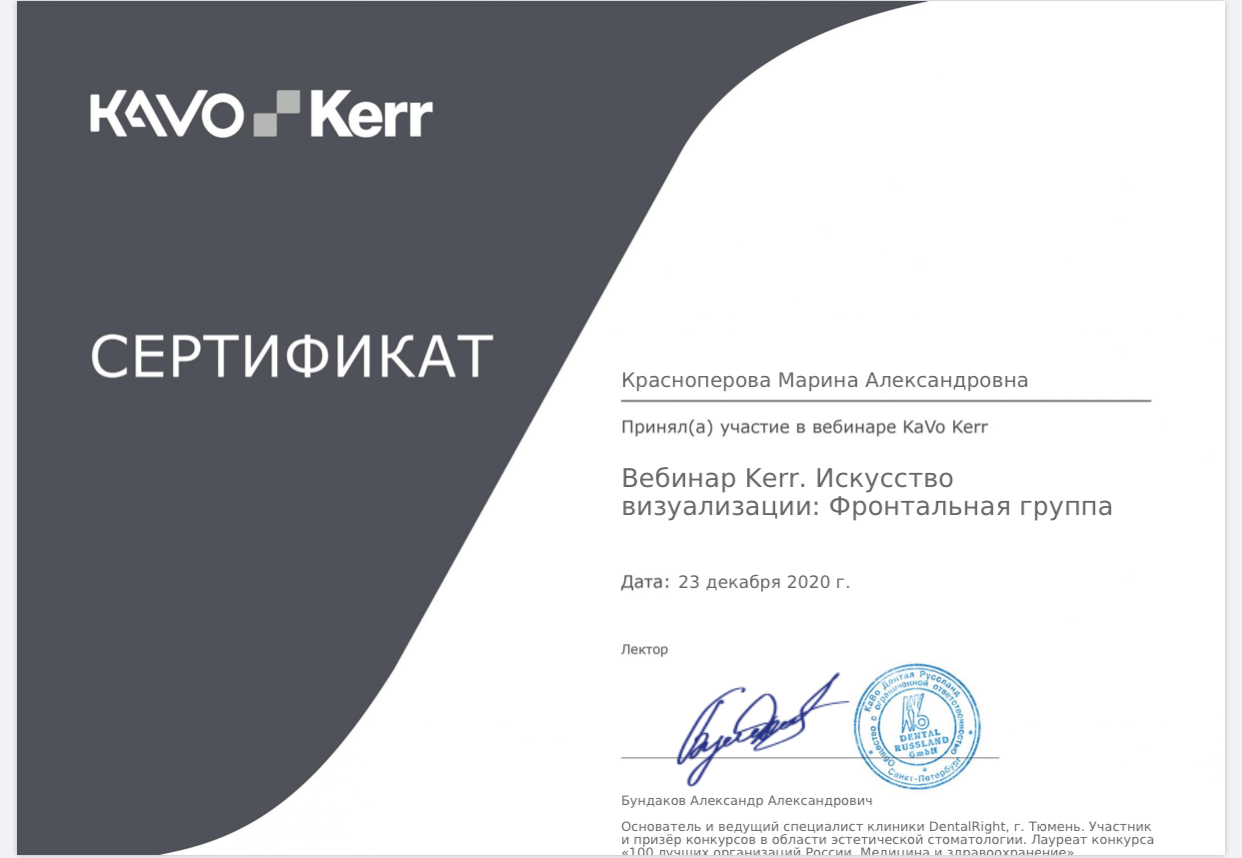 KAVO Kerr
СЕРТИФИКАТ
Красноперова Марина Александровна
Принял(а) участие в вебинаре KaVo Kerr
Вебинар Kerr. Искусство
визуализации: Фронтальная группа
Дата: 23 декабря 2020 г.
Лектор
КаВо Дентал Руссланд
Общество с ограниченной ответственностью
DENTAL
RUSSLAND
GmbH
Санкт-Петербург
Бундаков Александр Александрович
Основатель и ведущий специалист клиники DentalRight, г. Тюмень. Участник
и призёр конкурсов в области эстетической стоматологии. Лауреат конкурса
«100 лучших организаций России. Медицина и здравоохранение»